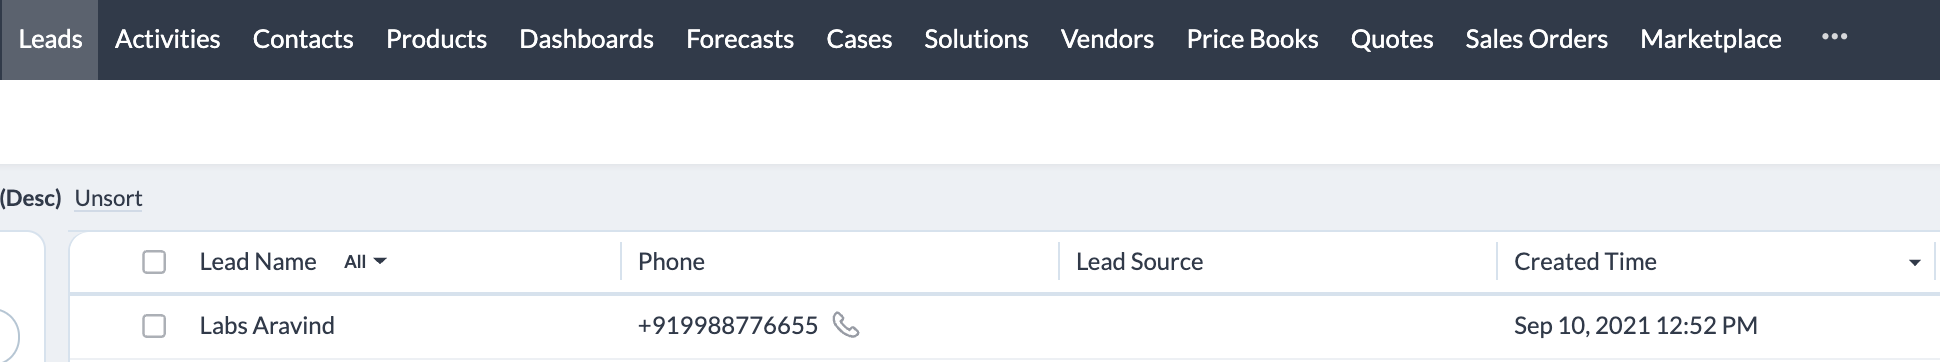 Leads Activities Contacts Products Dashboards Forecasts Cases Solutions Vendors Price Books Quotes Sales Orders Marketplace •••
(Desc) Unsort
Lead Name All Phone Lead Source Created Time
Labs Aravind +919988776655 Sep 10, 2021 12:52 PM